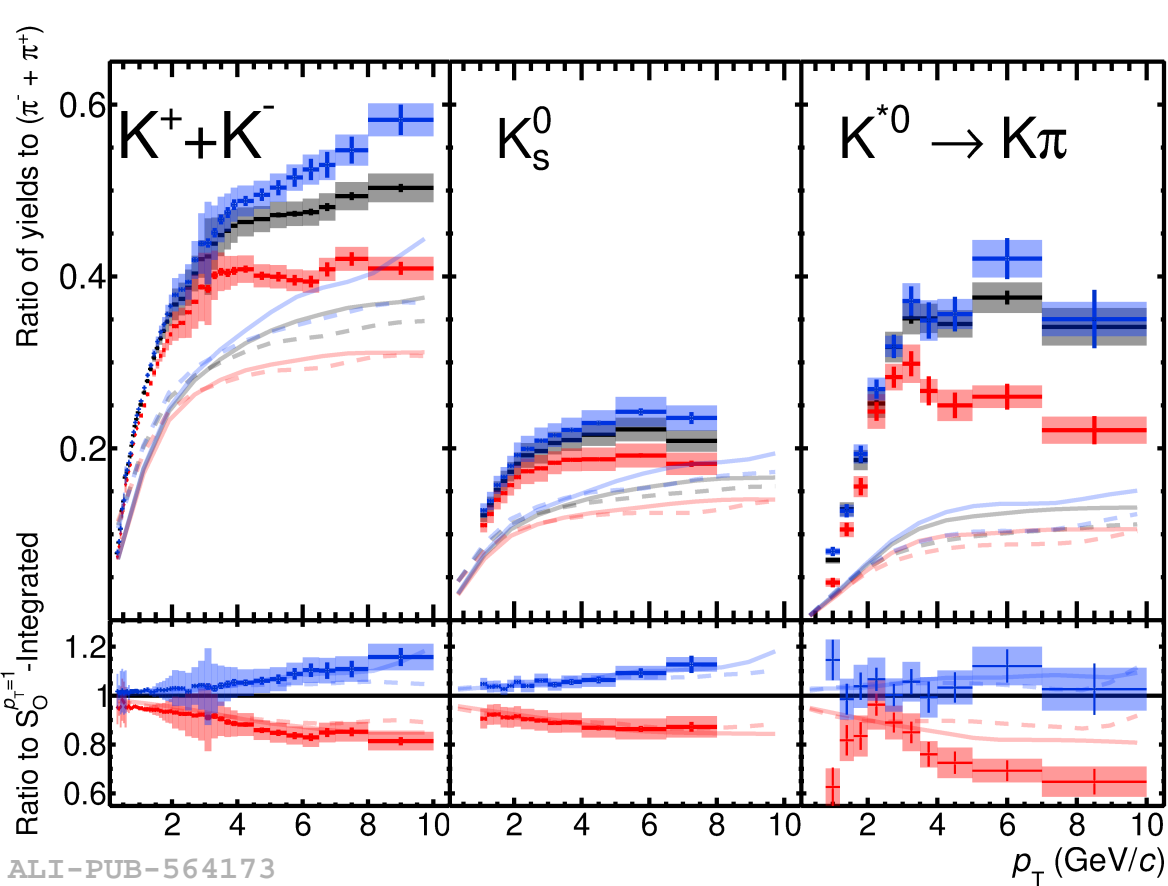 Ratio of yields to (π⁻ + π⁺)
0.6
0.4
0.2
K⁺+K⁻
K⁰ₛ
K*⁰ → Kπ
Ratio to S_O^{p_T=1}-Integrated
1.2
1
0.8
0.6
2 4 6 8 10
2 4 6 8 10
2 4 6 8 10
p_T (GeV/c)
ALI-PUB-564173